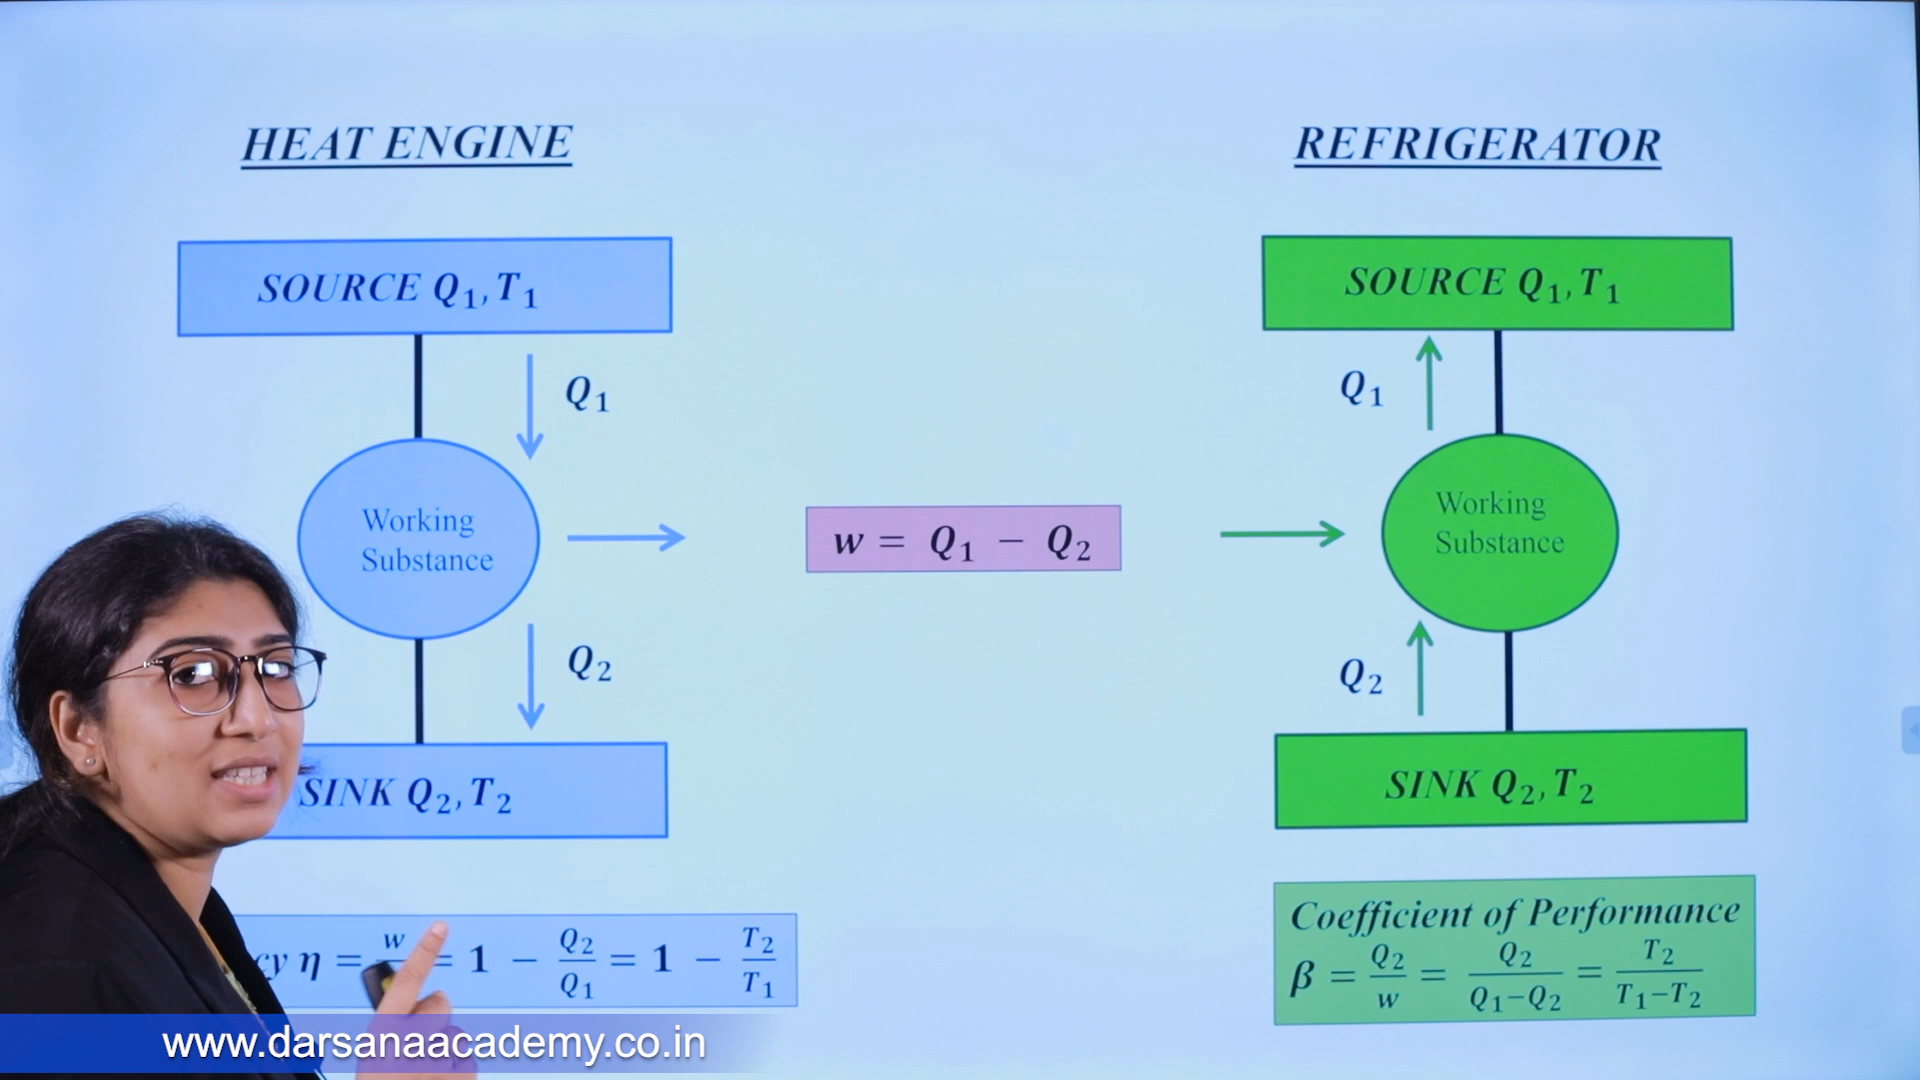 HEAT ENGINE
SOURCE Q₁, T₁
Q₁
Working
Substance
Q₂
SINK Q₂, T₂
cy η = w = 1 − Q₂/Q₁ = 1 − T₂/T₁
w = Q₁ − Q₂
REFRIGERATOR
SOURCE Q₁, T₁
Q₁
Working
Substance
Q₂
SINK Q₂, T₂
Coefficient of Performance
β = Q₂/w = Q₂/(Q₁−Q₂) = T₂/(T₁−T₂)
www.darsanaacademy.co.in